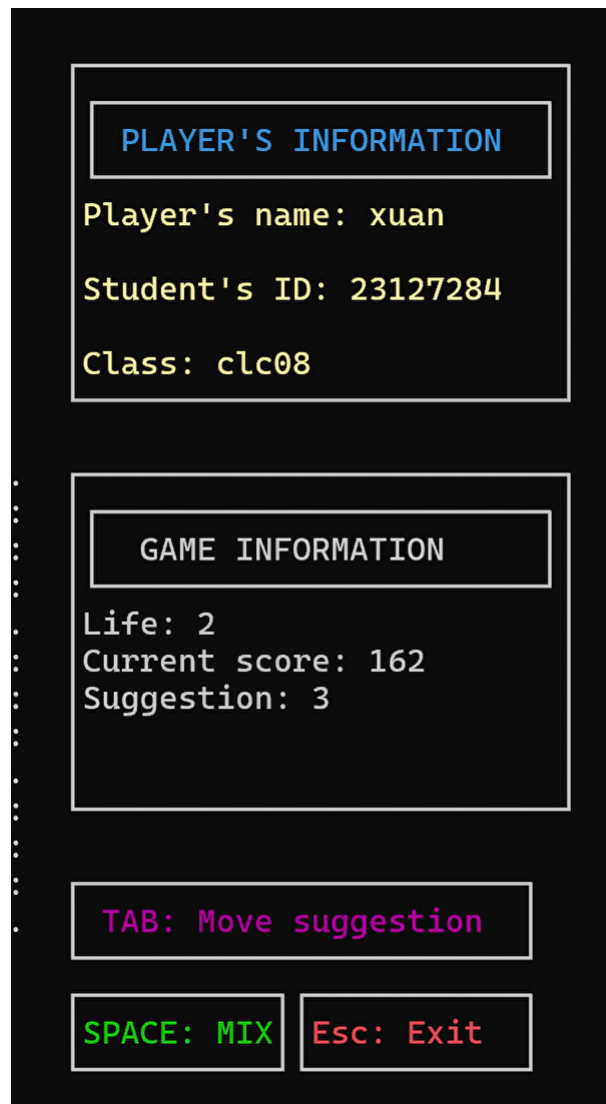 PLAYER'S INFORMATION
Player's name: xuan
Student's ID: 23127284
Class: clc08
GAME INFORMATION
Life: 2
Current score: 162
Suggestion: 3
TAB: Move suggestion
SPACE: MIX
Esc: Exit